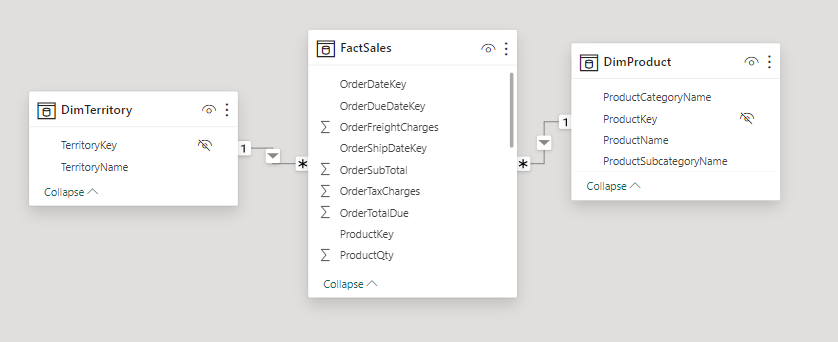 DimTerritory
TerritoryKey
TerritoryName
Collapse
1
*
FactSales
OrderDateKey
OrderDueDateKey
∑ OrderFreightCharges
OrderShipDateKey
∑ OrderSubTotal
∑ OrderTaxCharges
∑ OrderTotalDue
ProductKey
∑ ProductQty
Collapse
*
1
DimProduct
ProductCategoryName
ProductKey
ProductName
ProductSubcategoryName
Collapse